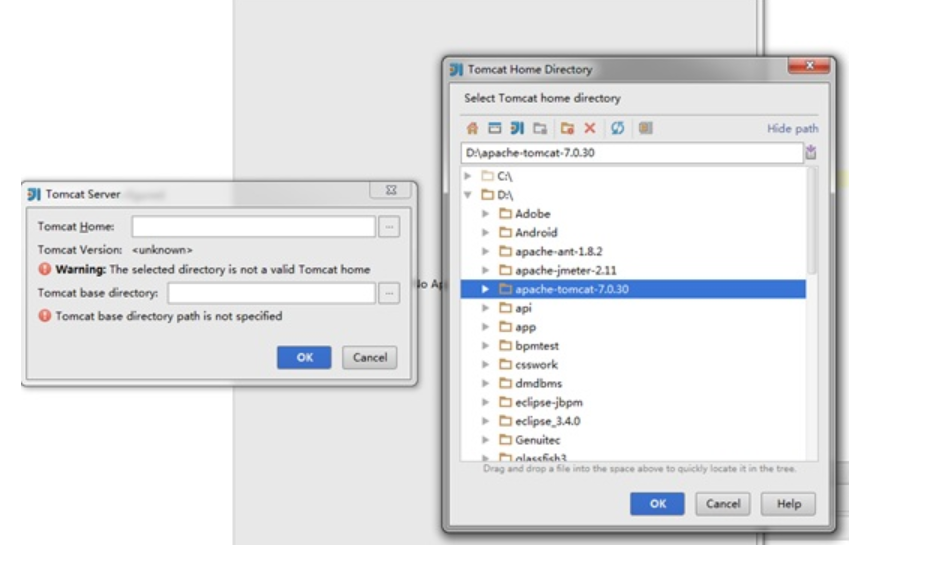 Tomcat Server
Tomcat Home:
Tomcat Version: <unknown>
Warning: The selected directory is not a valid Tomcat home
Tomcat base directory:
Tomcat base directory path is not specified
OK
Cancel
No Ap
Tomcat Home Directory
Select Tomcat home directory
Hide path
D:\apache-tomcat-7.0.30
C:\
D:\
Adobe
Android
apache-ant-1.8.2
apache-jmeter-2.11
apache-tomcat-7.0.30
api
app
bpmtest
csswork
dmdbms
eclipse-jbpm
eclipse_3.4.0
Genuitec
glassfish3
Drag and drop a file into the space above to quickly locate it in the tree.
OK
Cancel
Help